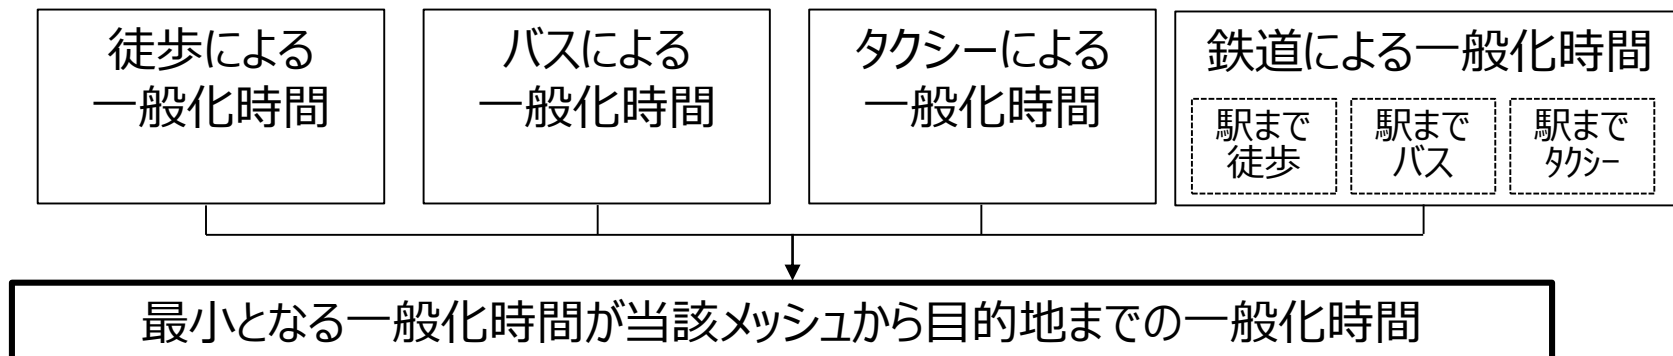 徒歩による
一般化時間
バスによる
一般化時間
タクシーによる
一般化時間
鉄道による一般化時間
駅まで
徒歩
駅まで
バス
駅まで
タクシー
最小となる一般化時間が当該メッシュから目的地までの一般化時間